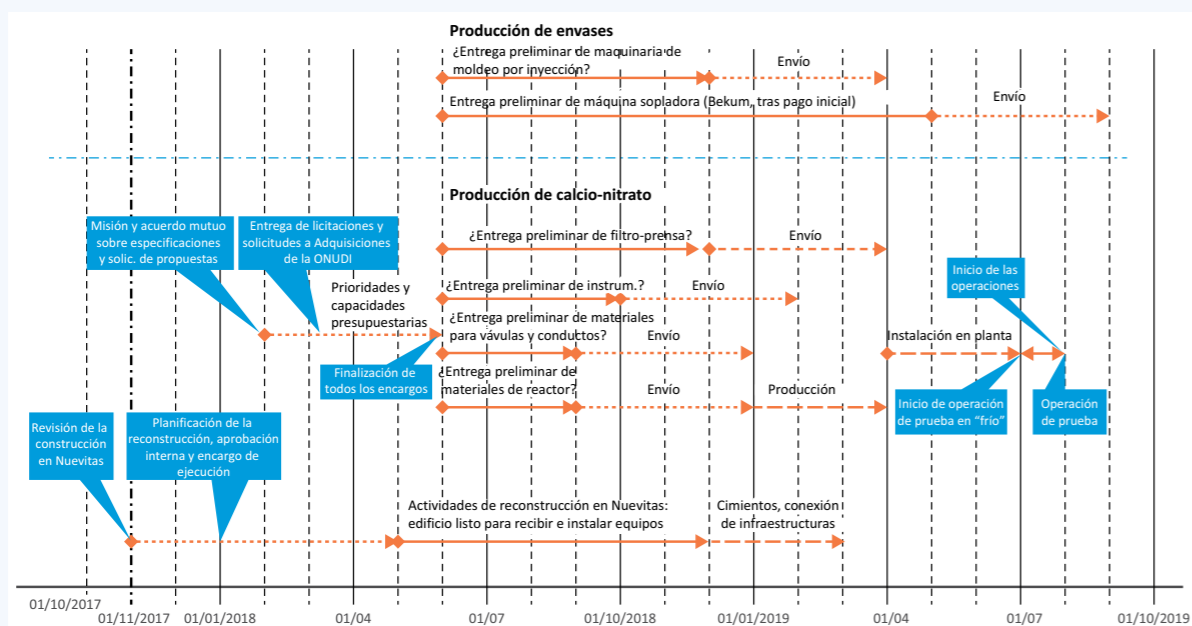 Producción de envases
¿Entrega preliminar de maquinaria de
moldeo por inyección?
Envío
Entrega preliminar de máquina sopladora (Bekum, tras pago inicial)
Envío
Producción de calcio-nitrato
Misión y acuerdo mutuo
sobre especificaciones
y solic. de propuestas
Entrega de licitaciones y
solicitudes a Adquisiciones
de la ONUDI
¿Entrega preliminar de filtro-prensa?
Envío
Prioridades y
capacidades
presupuestarias
¿Entrega preliminar de instrum.?
Envío
Inicio de las
operaciones
¿Entrega preliminar de materiales
para vávulas y conductos?
Envío
Instalación en planta
Finalización de
todos los encargos
¿Entrega preliminar de
materiales de reactor?
Envío
Producción
Inicio de operación
de prueba en “frío”
Operación
de prueba
Revisión de la
construcción
en Nuevitas
Planificación de la
reconstrucción, aprobación
interna y encargo de
ejecución
Actividades de reconstrucción en Nuevitas:
edificio listo para recibir e instalar equipos
Cimientos, conexión
de infraestructuras
01/10/2017
01/11/2017
01/01/2018
01/04
01/07
01/10/2018
01/01/2019
01/04
01/07
01/10/2019